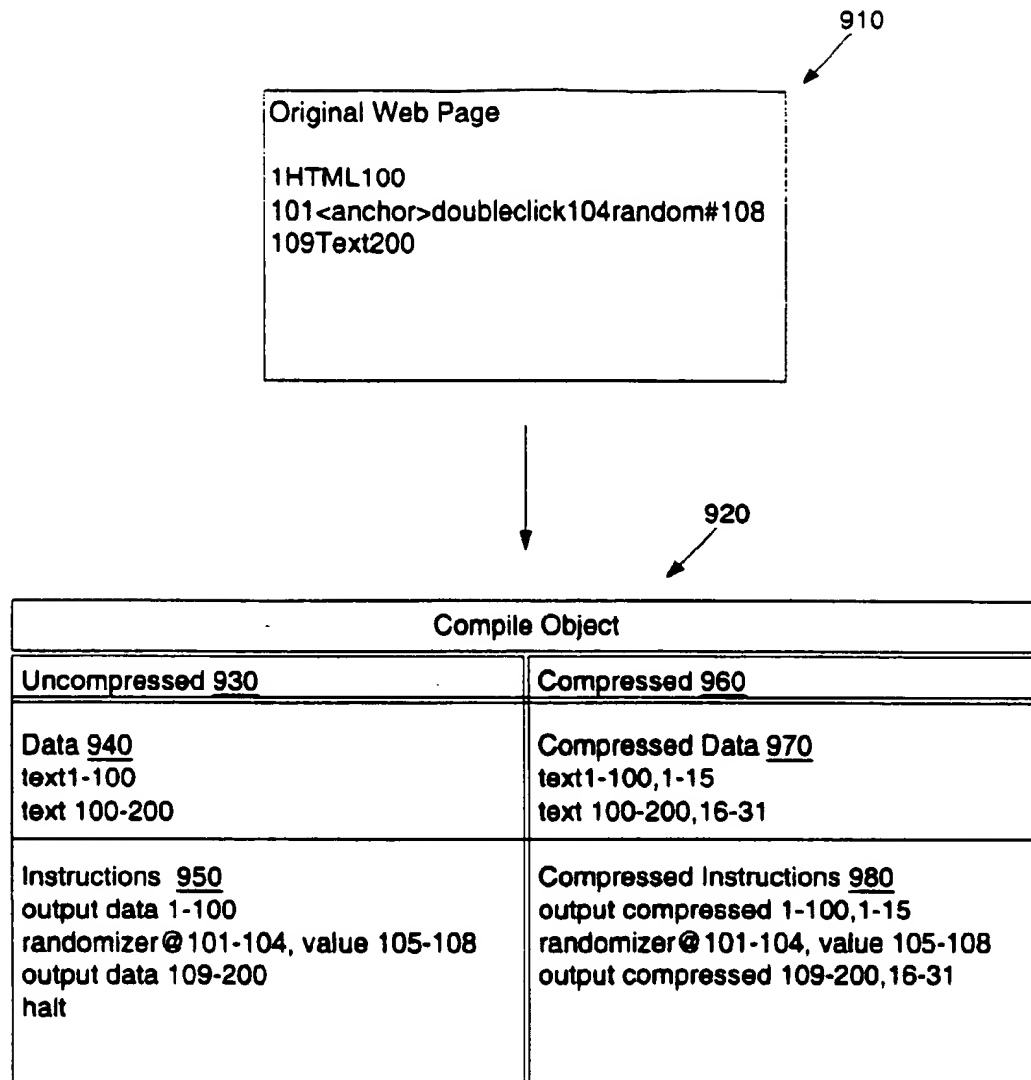 910
Original Web Page
1HTML100
101<anchor>doubleclick104random#108
109Text200
920
Compile Object
Uncompressed 930
Compressed 960
Data 940
text1-100
text 100-200
Compressed Data 970
text1-100,1-15
text 100-200,16-31
Instructions 950
output data 1-100
randomizer@101-104, value 105-108
output data 109-200
halt
Compressed Instructions 980
output compressed 1-100,1-15
randomizer@101-104, value 105-108
output compressed 109-200,16-31